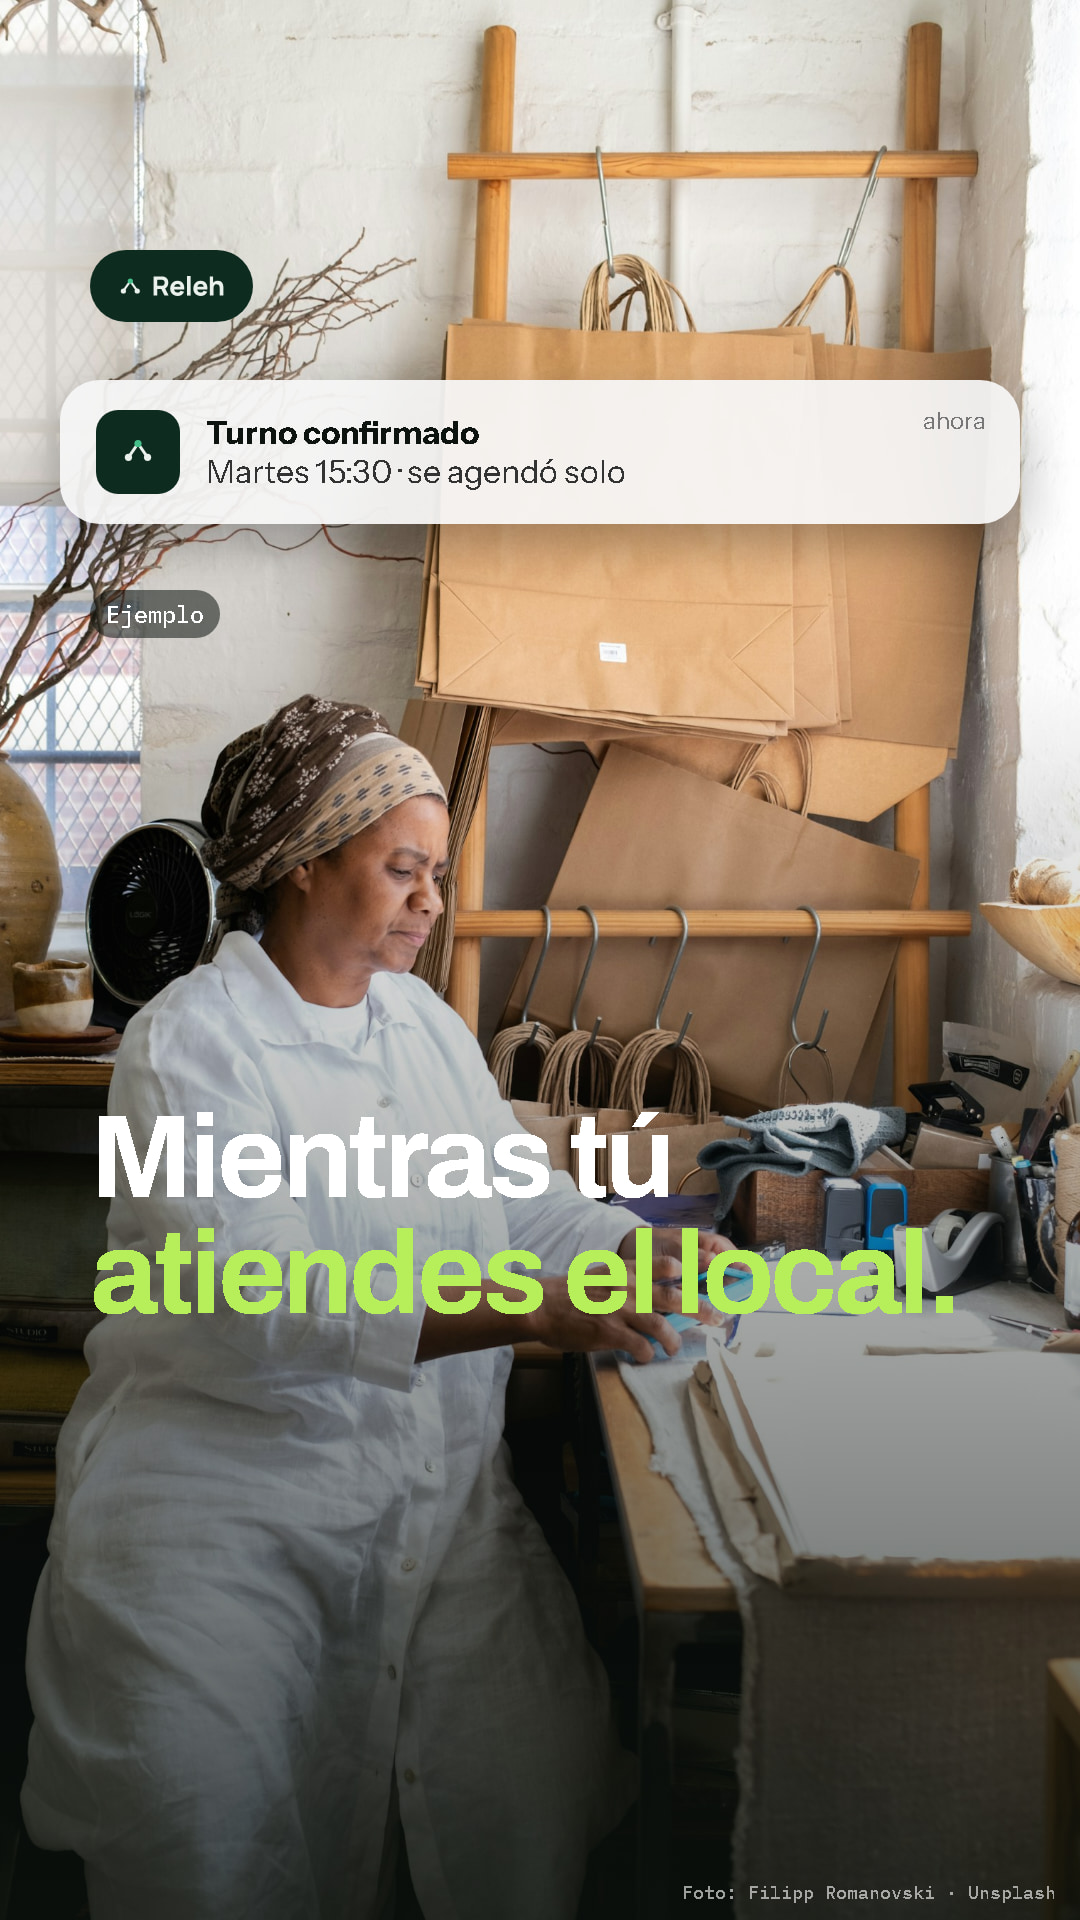 Releh
Turno confirmado
ahora
Martes 15:30 · se agendó solo
Ejemplo
Mientras tú
atiendes el local.
Foto: Filipp Romanovski · Unsplash